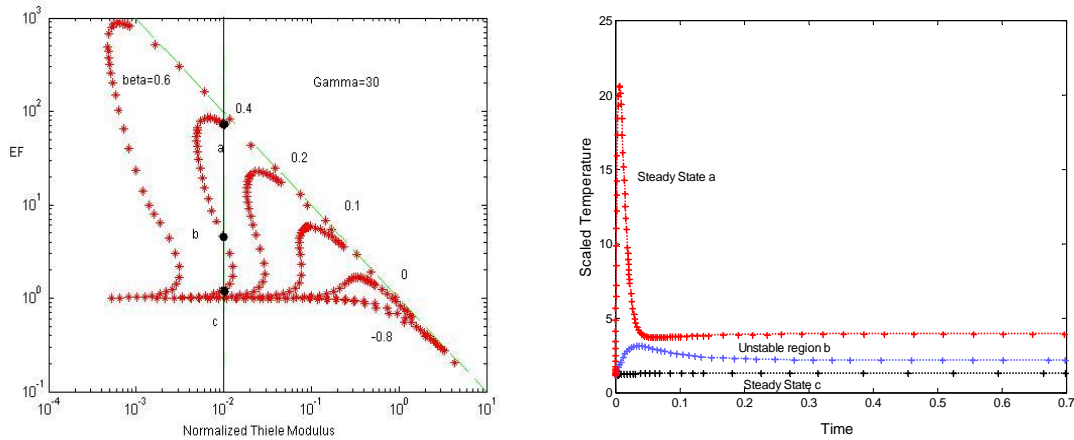 10^3
10^2
10^1
10^0
10^-1
EF
beta=0.6
Gamma=30
0.4
a
0.2
0.1
b
0
c
-0.8
10^-4
10^-3
10^-2
10^-1
10^0
10^1
Normalized Thiele Modulus
25
20
15
10
5
0
Scaled Temperature
Steady State a
Unstable region b
Steady State c
0
0.1
0.2
0.3
0.4
0.5
0.6
0.7
Time